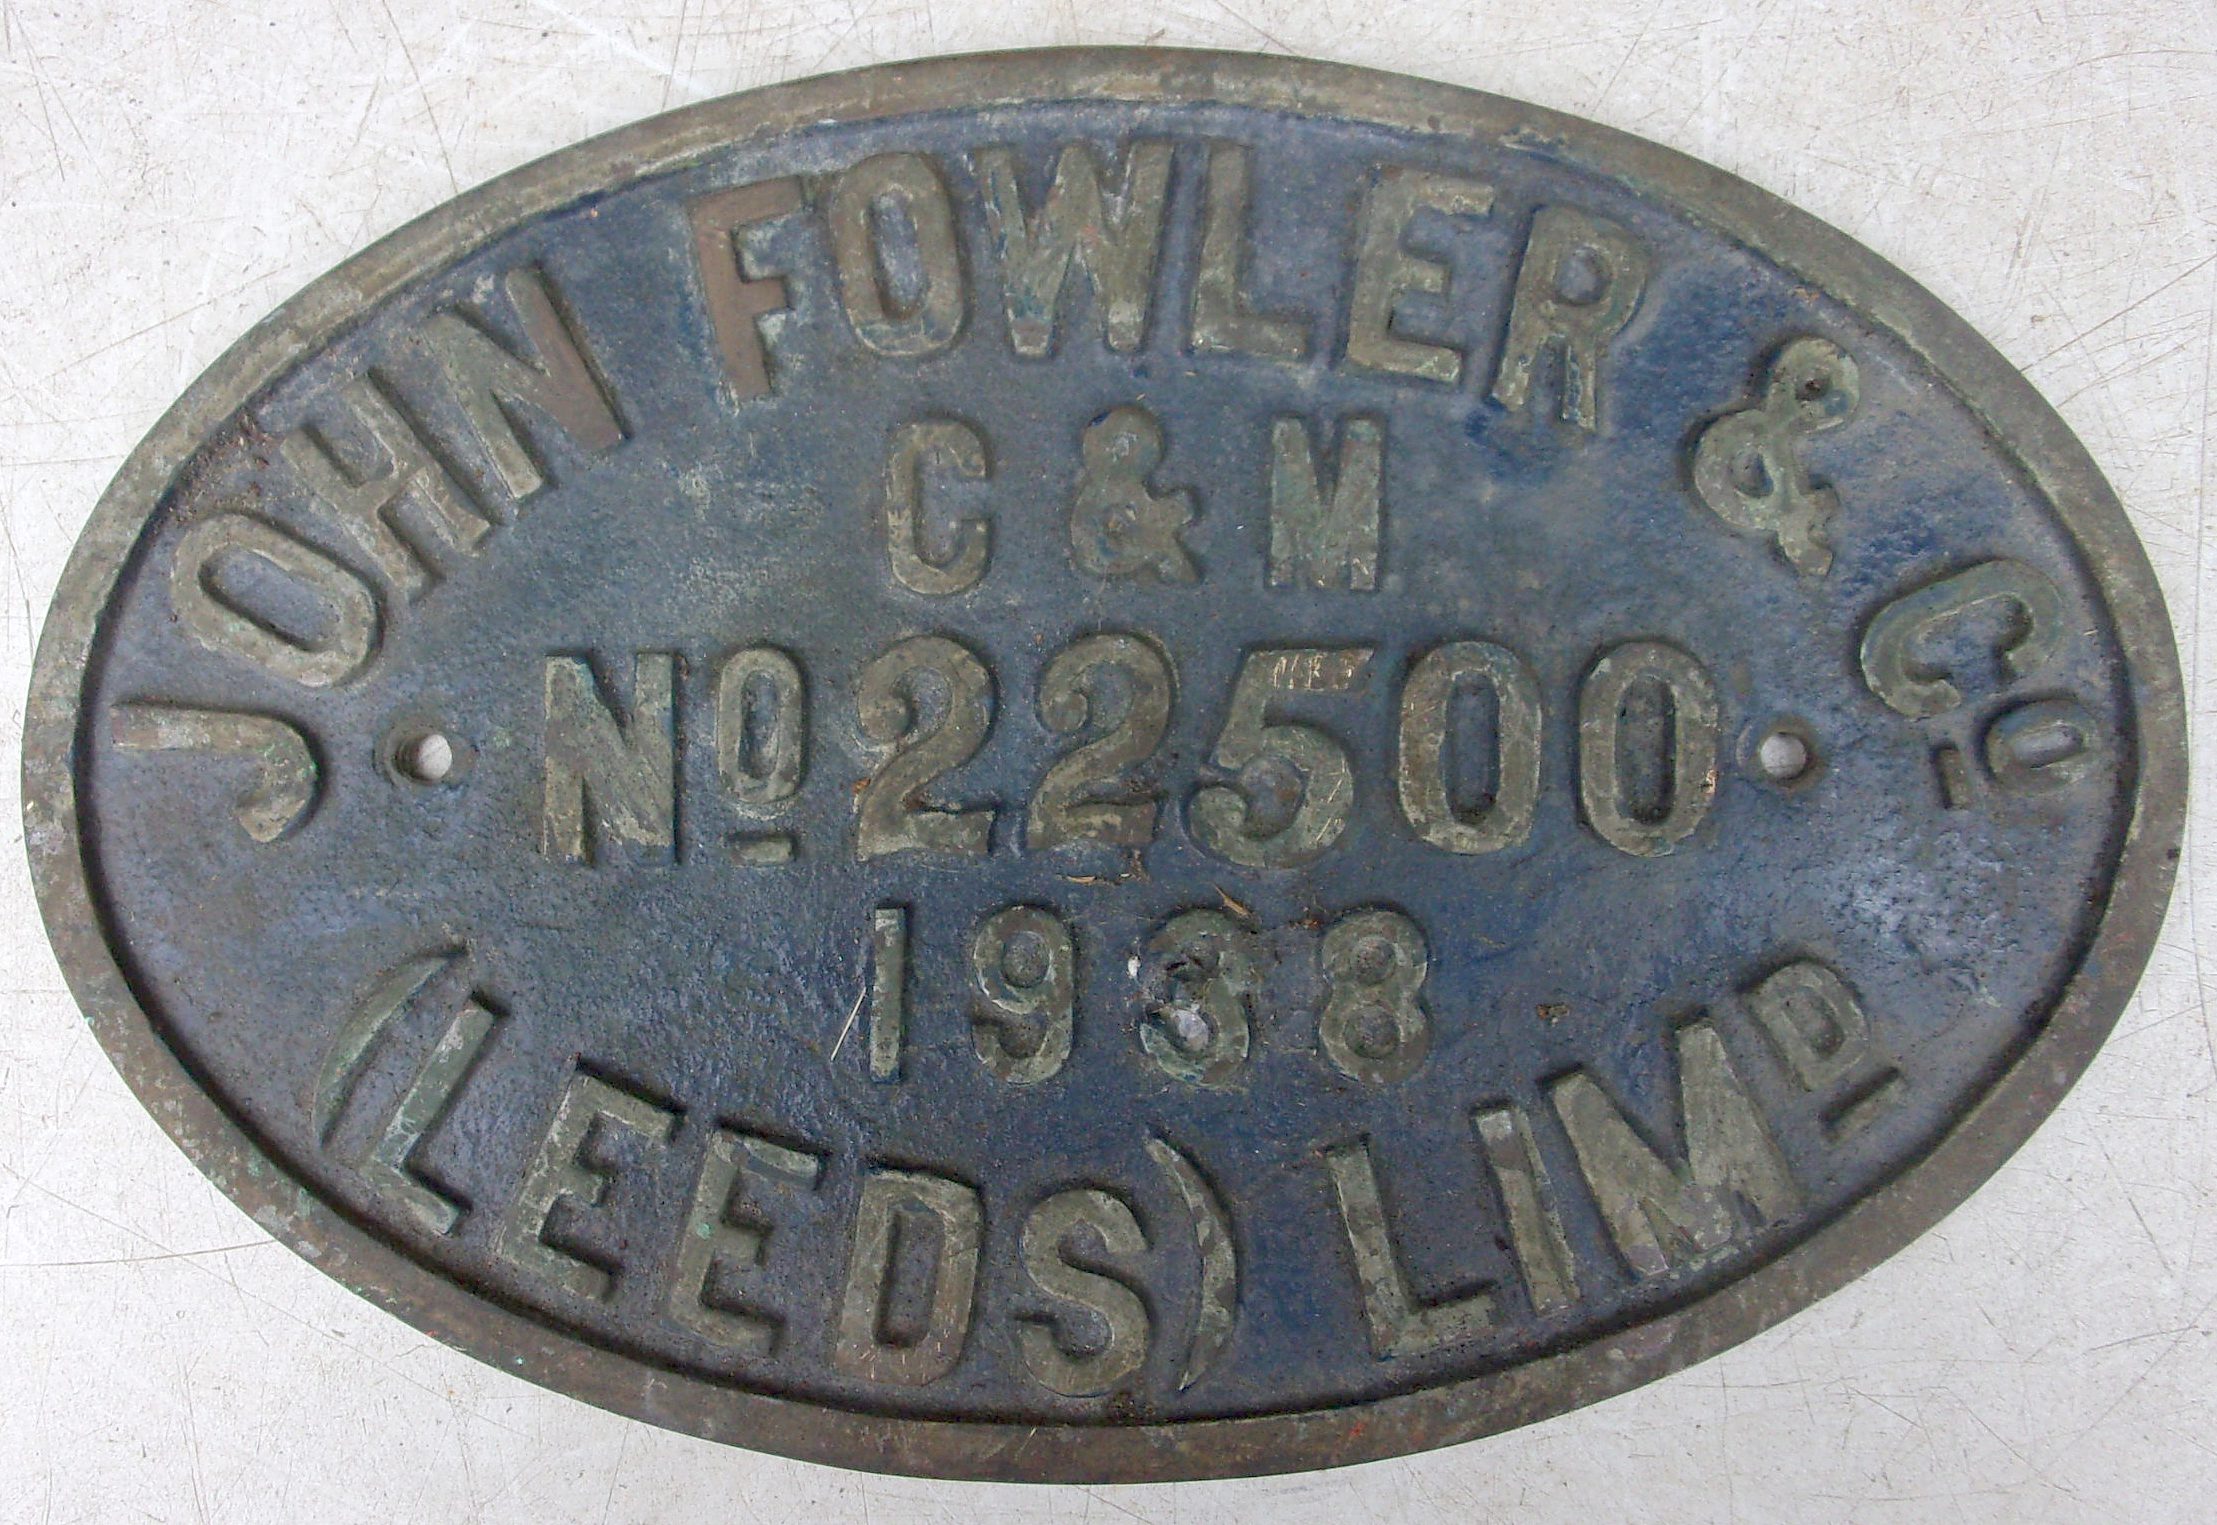 JOHN FOWLER & Cº
C & M
Nº 22500
1938
(LEEDS) LIMᴰ